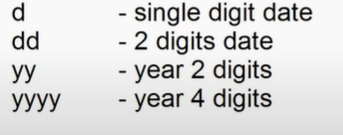 d - single digit date
dd - 2 digits date
yy - year 2 digits
yyyy - year 4 digits